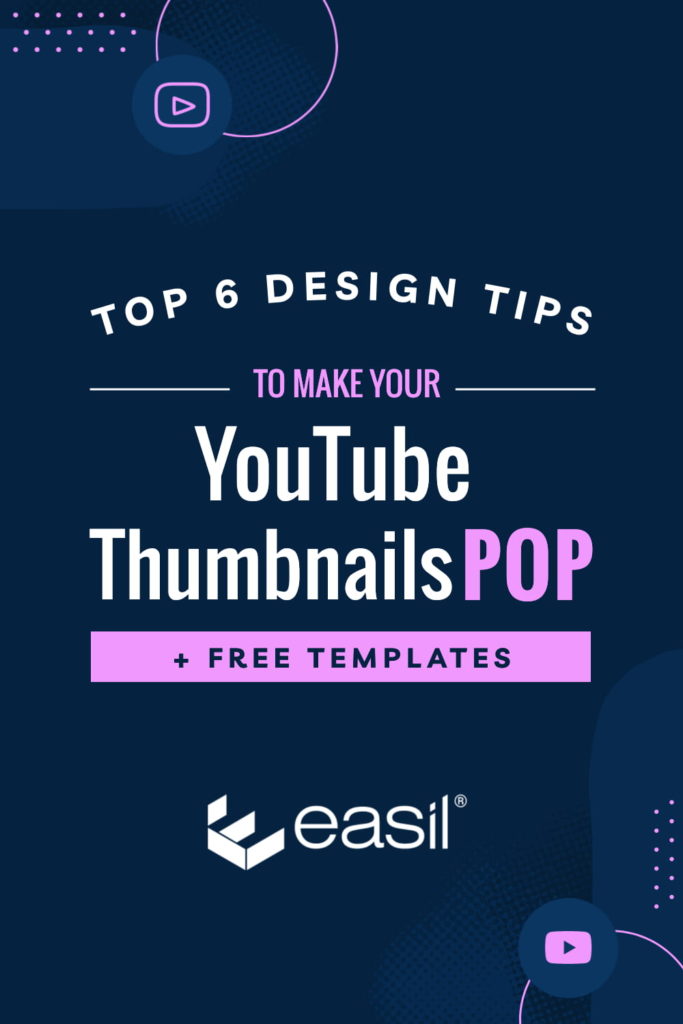 TOP 6 DESIGN TIPS
TO MAKE YOUR
YouTube
Thumbnails POP
+ FREE TEMPLATES
easil®